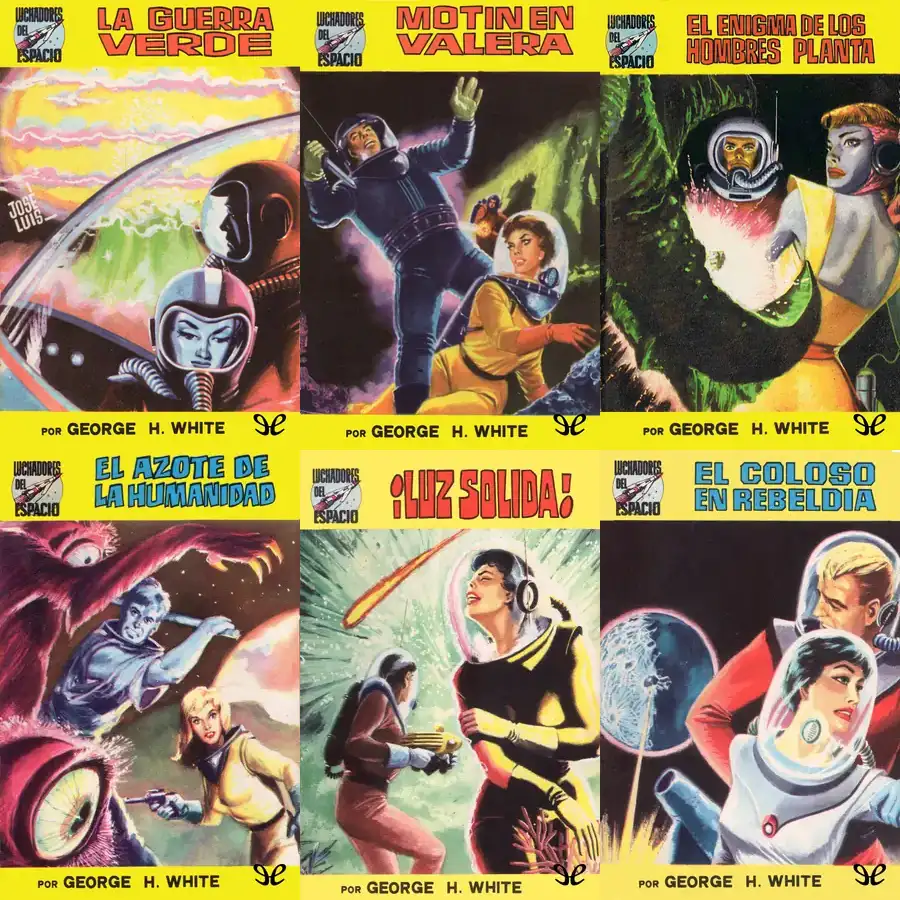 LUCHADORES
DEL
ESPACIO
LA GUERRA
VERDE
JOSE
LUIS
POR GEORGE H. WHITE
LUCHADORES
DEL
ESPACIO
MOTIN EN
VALERA
POR GEORGE H. WHITE
LUCHADORES
DEL
ESPACIO
EL ENIGMA DE LOS
HOMBRES PLANTA
POR GEORGE H. WHITE
LUCHADORES
DEL
ESPACIO
EL AZOTE DE
LA HUMANIDAD
POR GEORGE H. WHITE
LUCHADORES
DEL
ESPACIO
¡LUZ SOLIDA!
POR GEORGE H. WHITE
LUCHADORES
DEL
ESPACIO
EL COLOSO
EN REBELDIA
POR GEORGE H. WHITE